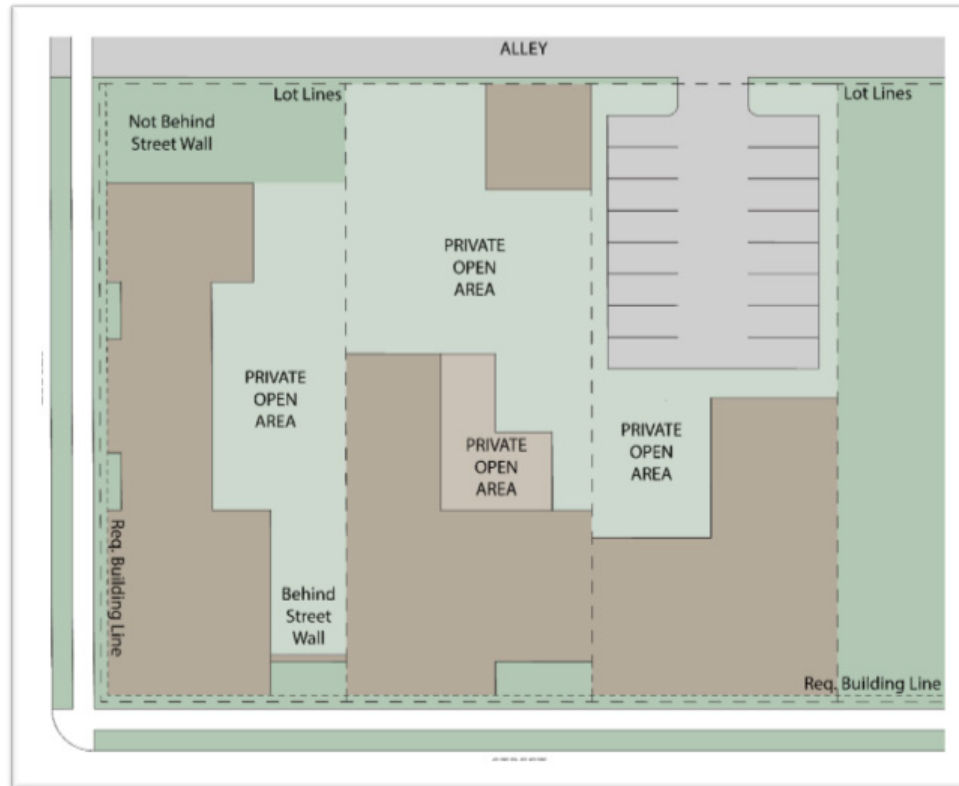 ALLEY
Lot Lines
Lot Lines
Not Behind
Street Wall
PRIVATE
OPEN
AREA
PRIVATE
OPEN
AREA
PRIVATE
OPEN
AREA
PRIVATE
OPEN
AREA
Req. Building Line
Behind
Street
Wall
Req. Building Line